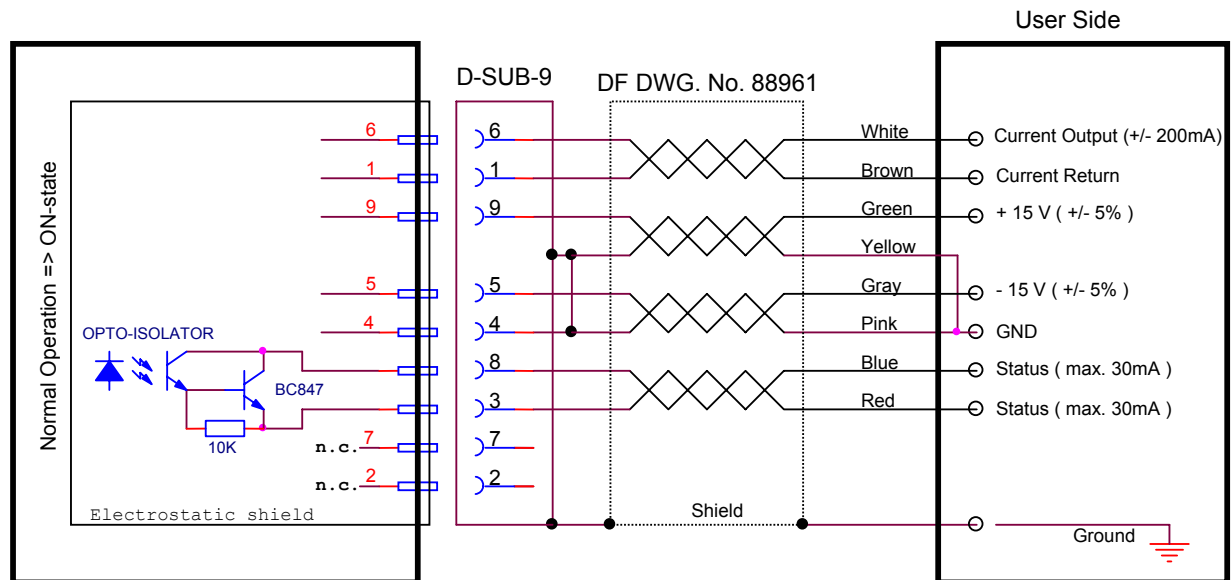 User Side
D-SUB-9
DF DWG. No. 88961
Normal Operation => ON-state
6 6 White Current Output (+/- 200mA)
1 1 Brown Current Return
9 9 Green + 15 V ( +/- 5% )
Yellow
5 5 Gray - 15 V ( +/- 5% )
4 4 Pink GND
OPTO-ISOLATOR
8 Blue Status ( max. 30mA )
BC847
3 Red Status ( max. 30mA )
10K
n.c. 7 7
n.c. 2 2
Electrostatic shield
Shield
Ground